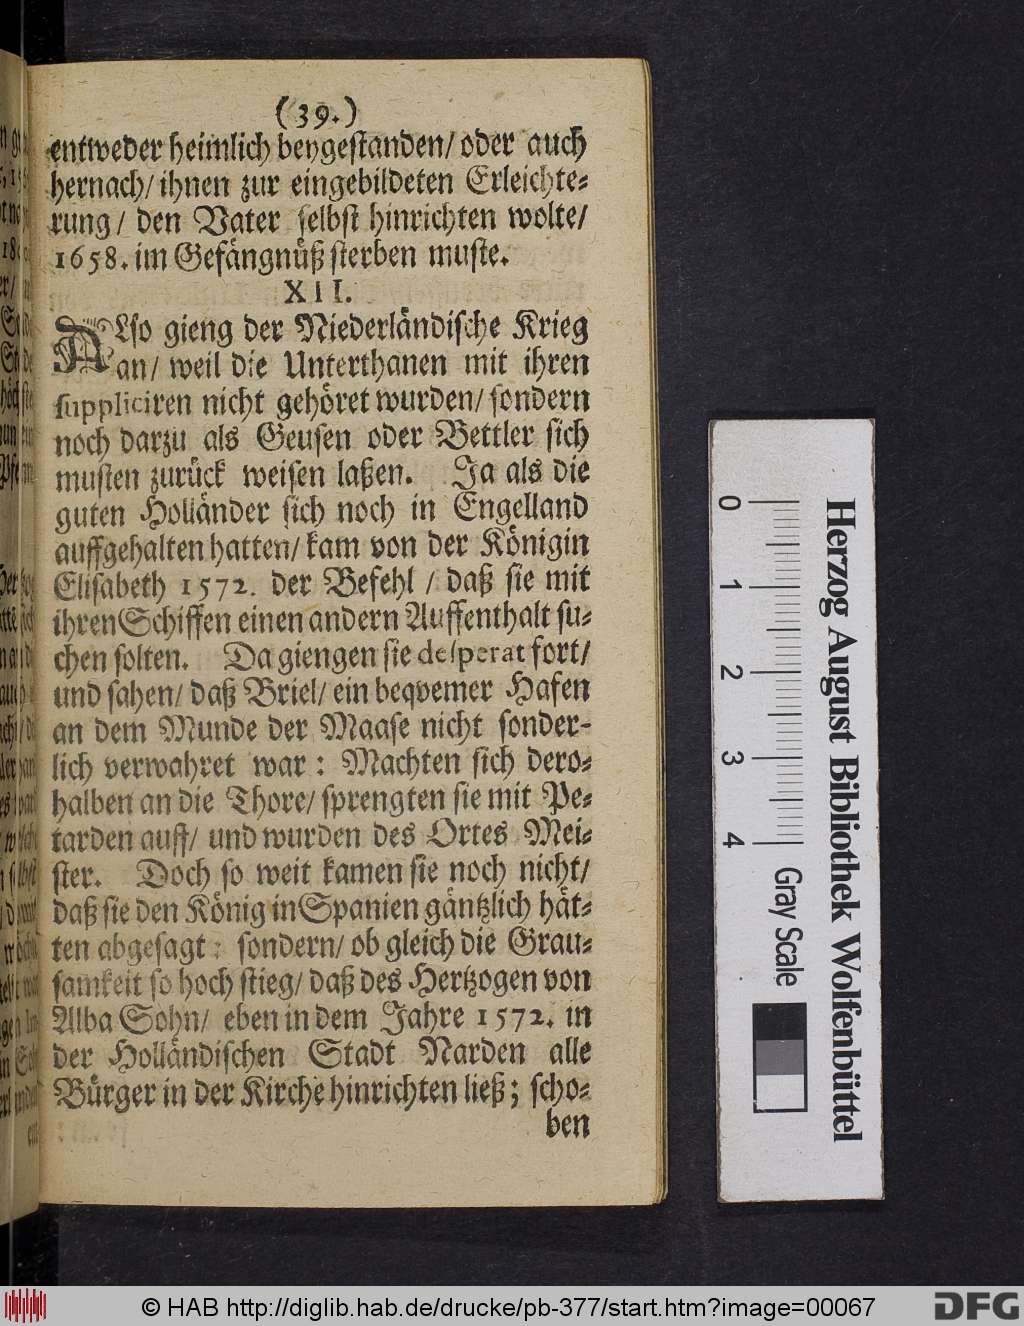 (39.)
entweder heimlich beygestanden/ oder auch
hernach/ ihnen zur eingebildeten Erleichte-
rung/ den Vater selbst hinrichten wolte/
1658. im Gefängnüß sterben muste.
XII.
Also gieng der Niederländische Krieg
an/ weil die Unterthanen mit ihren
suppliciren nicht gehöret wurden/ sondern
noch darzu als Geusen oder Bettler sich
musten zurück weisen laßen. Ja als die
guten Holländer sich noch in Engelland
auffgehalten hatten/ kam von der Königin
Elisabeth 1572. der Befehl / daß sie mit
ihren Schiffen einen andern Auffenthalt su-
chen solten. Da giengen sie desperat fort/
und sahen/ daß Briel/ ein beqvemer Hafen
an dem Munde der Maase nicht sonder-
lich verwahret war : Machten sich dero-
halben an die Thore/ sprengten sie mit Pe-
tarden auff/ und wurden des Ortes Mei-
ster. Doch so weit kamen sie noch nicht/
daß sie den König in Spanien gäntzlich hät-
ten abgesagt: sondern/ ob gleich die Grau-
samkeit so hoch stieg/ daß des Hertzogen von
Alba Sohn/ eben in dem Jahre 1572. in
der Holländischen Stadt Narden alle
Bürger in der Kirche hinrichten ließ; scho-
ben
Herzog August Bibliothek Wolfenbüttel
0 1 2 3 4
Gray Scale
© HAB http://diglib.hab.de/drucke/pb-377/start.htm?image=00067
DFG